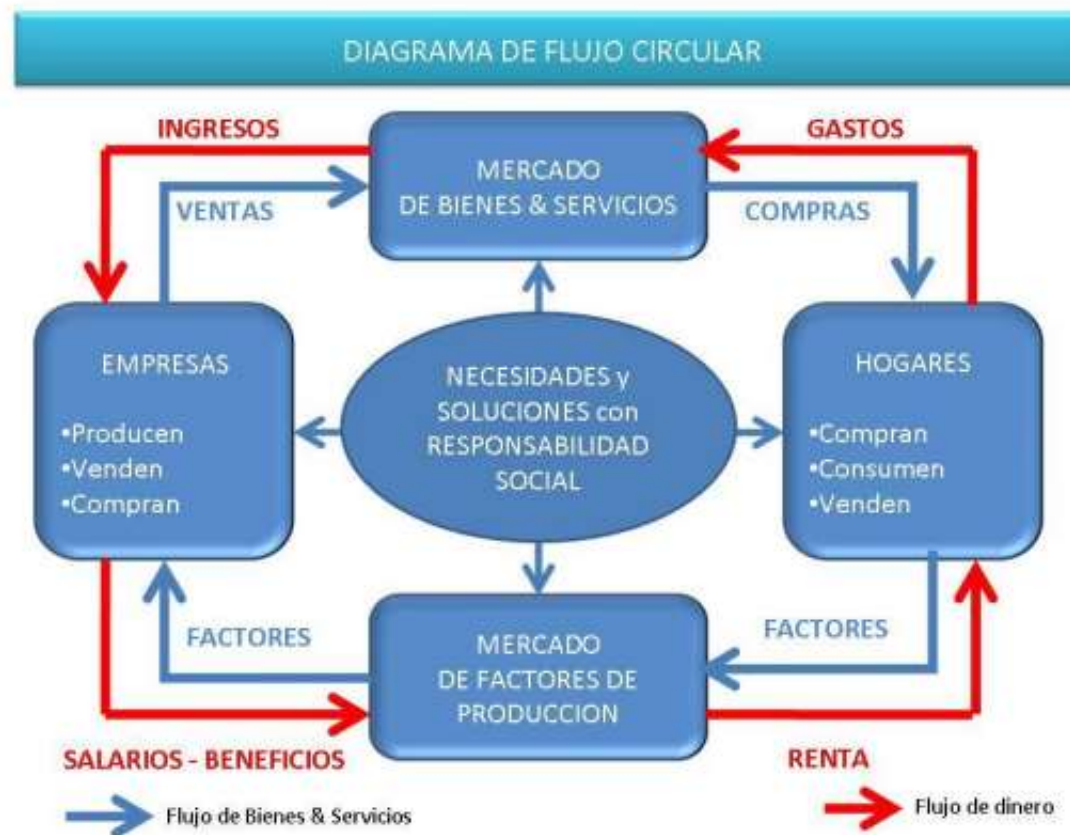 DIAGRAMA DE FLUJO CIRCULAR
INGRESOS
GASTOS
MERCADO
DE BIENES & SERVICIOS
VENTAS
COMPRAS
EMPRESAS
•Producen
•Venden
•Compran
NECESIDADES y
SOLUCIONES con
RESPONSABILIDAD
SOCIAL
HOGARES
•Compran
•Consumen
•Venden
FACTORES
FACTORES
MERCADO
DE FACTORES DE
PRODUCCION
SALARIOS - BENEFICIOS
RENTA
Flujo de Bienes & Servicios
Flujo de dinero